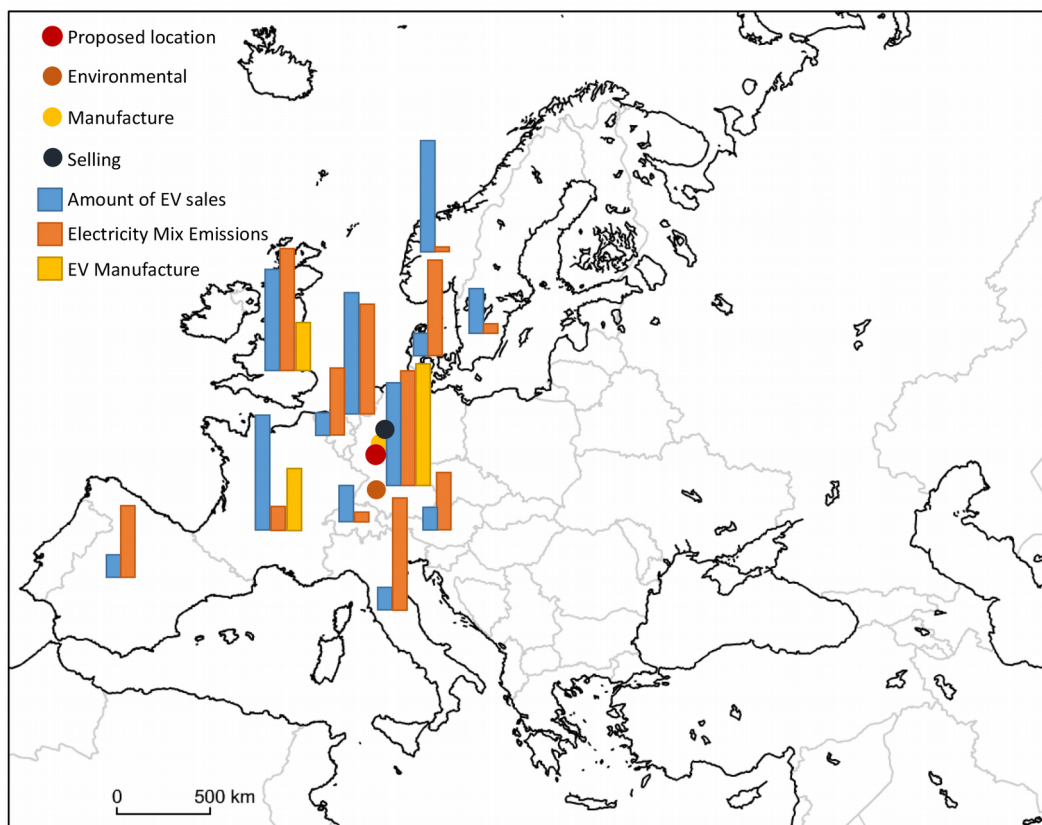 Proposed location
Environmental
Manufacture
Selling
Amount of EV sales
Electricity Mix Emissions
EV Manufacture
0 500 km